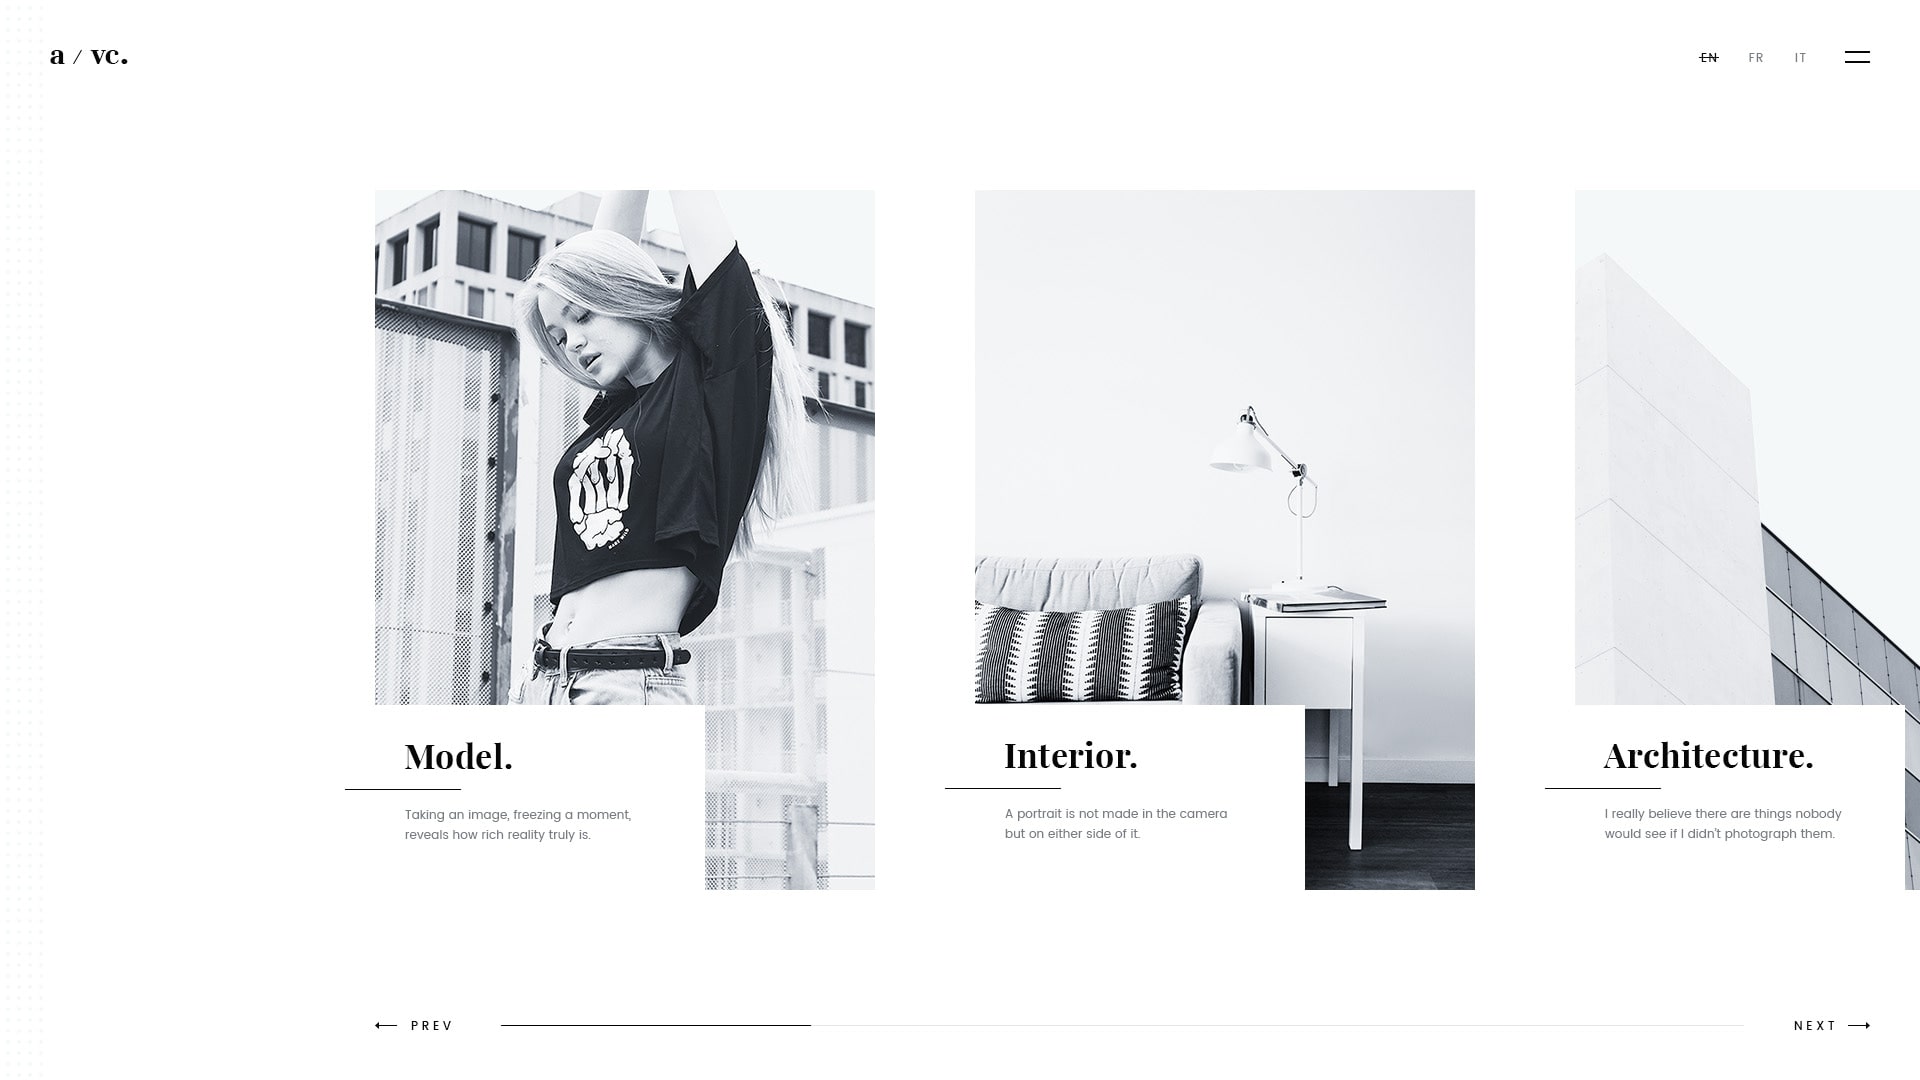 a / vc.
EN FR IT
Model.
Taking an image, freezing a moment,
reveals how rich reality truly is.
Interior.
A portrait is not made in the camera
but on either side of it.
Architecture.
I really believe there are things nobody
would see if I didn't photograph them.
PREV
NEXT